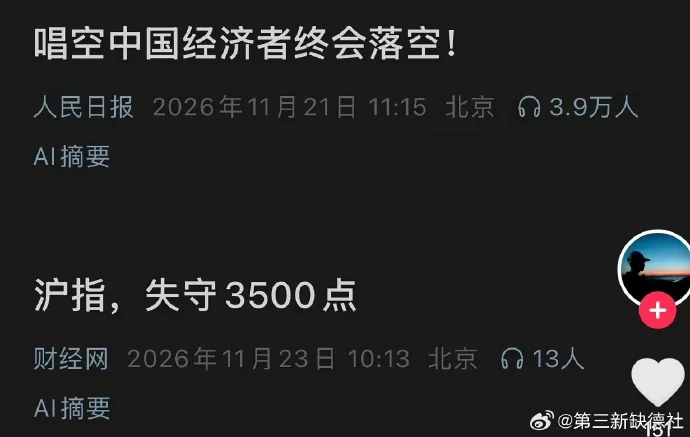 唱空中国经济者终会落空！
人民日报 2026年11月21日 11:15 北京 3.9万人
AI摘要
沪指，失守3500点
财经网 2026年11月23日 10:13 北京 13人
AI摘要
151
@第三新缺德社